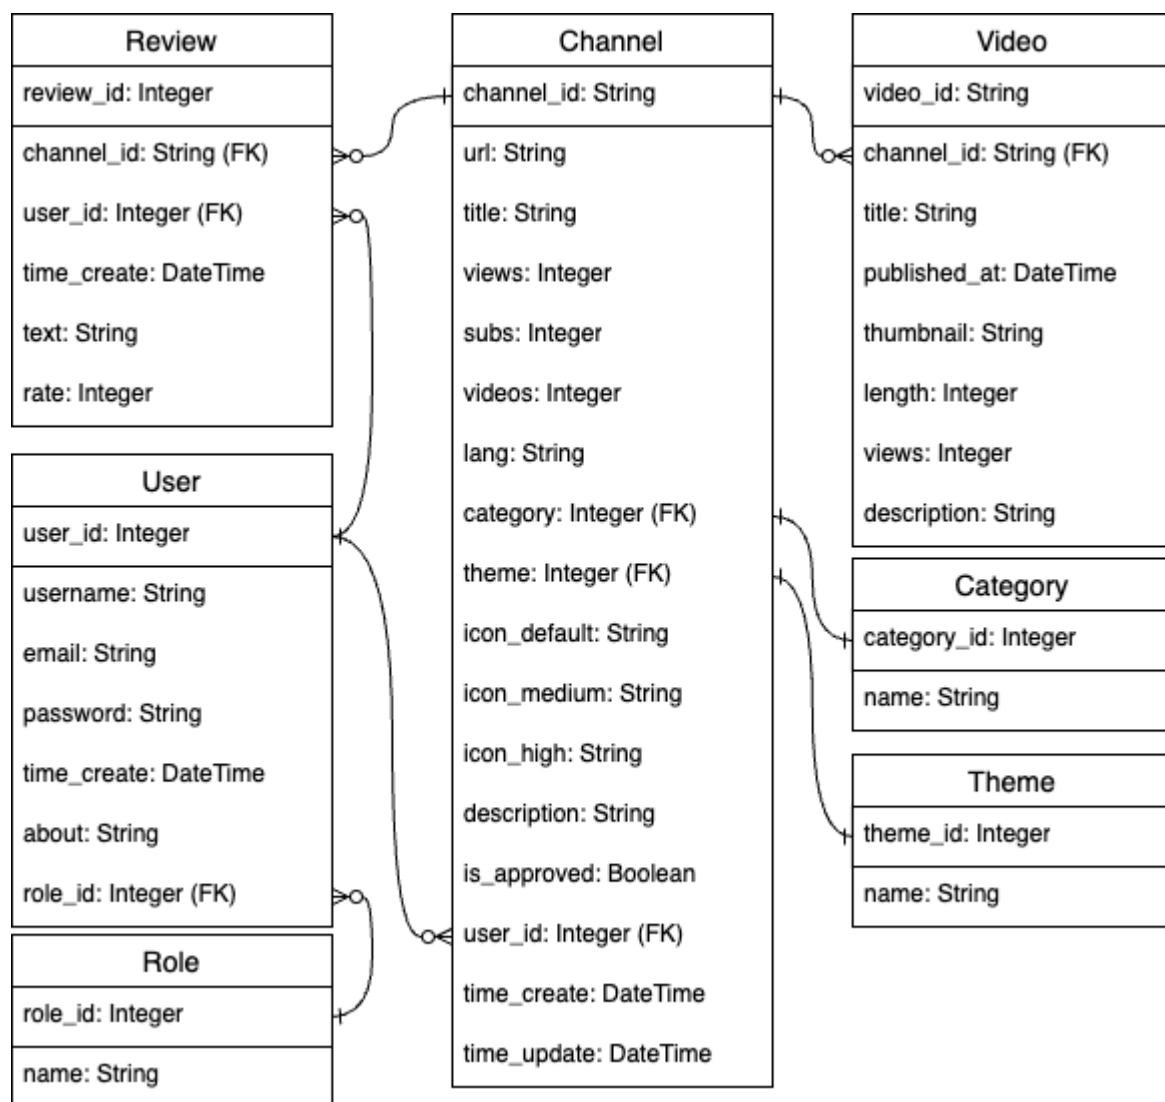 Review
review_id: Integer
channel_id: String (FK)
user_id: Integer (FK)
time_create: DateTime
text: String
rate: Integer
User
user_id: Integer
username: String
email: String
password: String
time_create: DateTime
about: String
role_id: Integer (FK)
Role
role_id: Integer
name: String
Channel
channel_id: String
url: String
title: String
views: Integer
subs: Integer
videos: Integer
lang: String
category: Integer (FK)
theme: Integer (FK)
icon_default: String
icon_medium: String
icon_high: String
description: String
is_approved: Boolean
user_id: Integer (FK)
time_create: DateTime
time_update: DateTime
Video
video_id: String
channel_id: String (FK)
title: String
published_at: DateTime
thumbnail: String
length: Integer
views: Integer
description: String
Category
category_id: Integer
name: String
Theme
theme_id: Integer
name: String